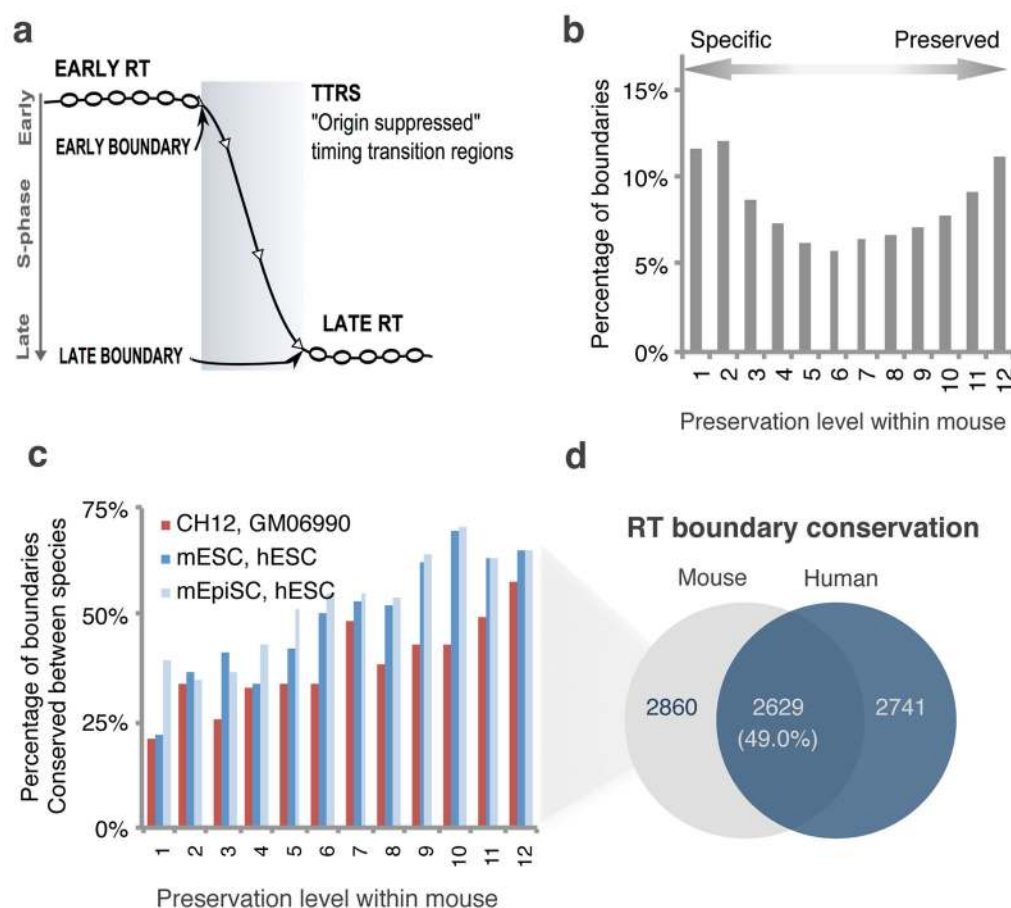 a
EARLY RT
EARLY BOUNDARY
TTRS
"Origin suppressed"
timing transition regions
Early
S-phase
Late
LATE RT
LATE BOUNDARY
b
Specific
Preserved
15%
10%
5%
0%
Percentage of boundaries
1 2 3 4 5 6 7 8 9 10 11 12
Preservation level within mouse
c
75%
50%
25%
0%
Percentage of boundaries
Conserved between species
CH12, GM06990
mESC, hESC
mEpiSC, hESC
1 2 3 4 5 6 7 8 9 10 11 12
Preservation level within mouse
d
RT boundary conservation
Mouse
Human
2860
2629
(49.0%)
2741